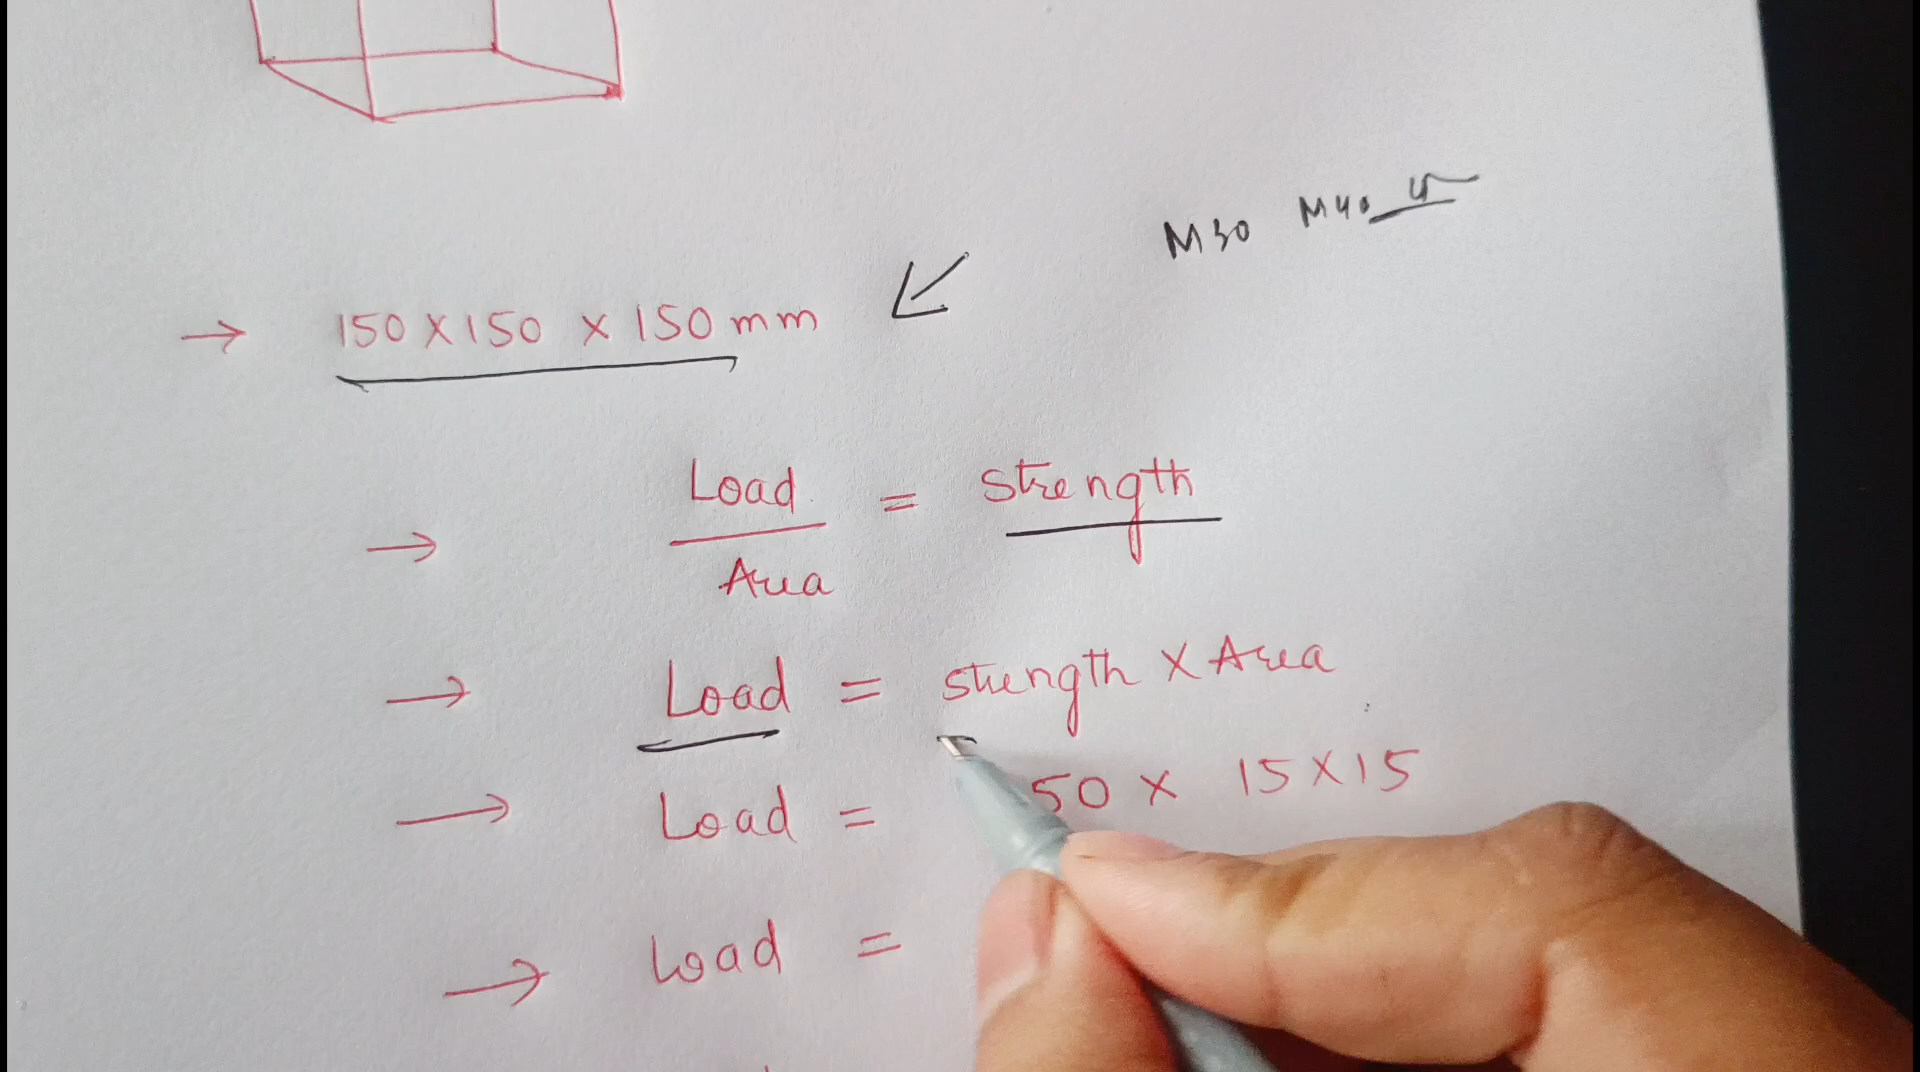 M30 M40
→ 150 X 150 X 150 mm
→ Load / Area = Strength
→ Load = Strength X Area
→ Load = 50 X 15 X 15
→ Load =